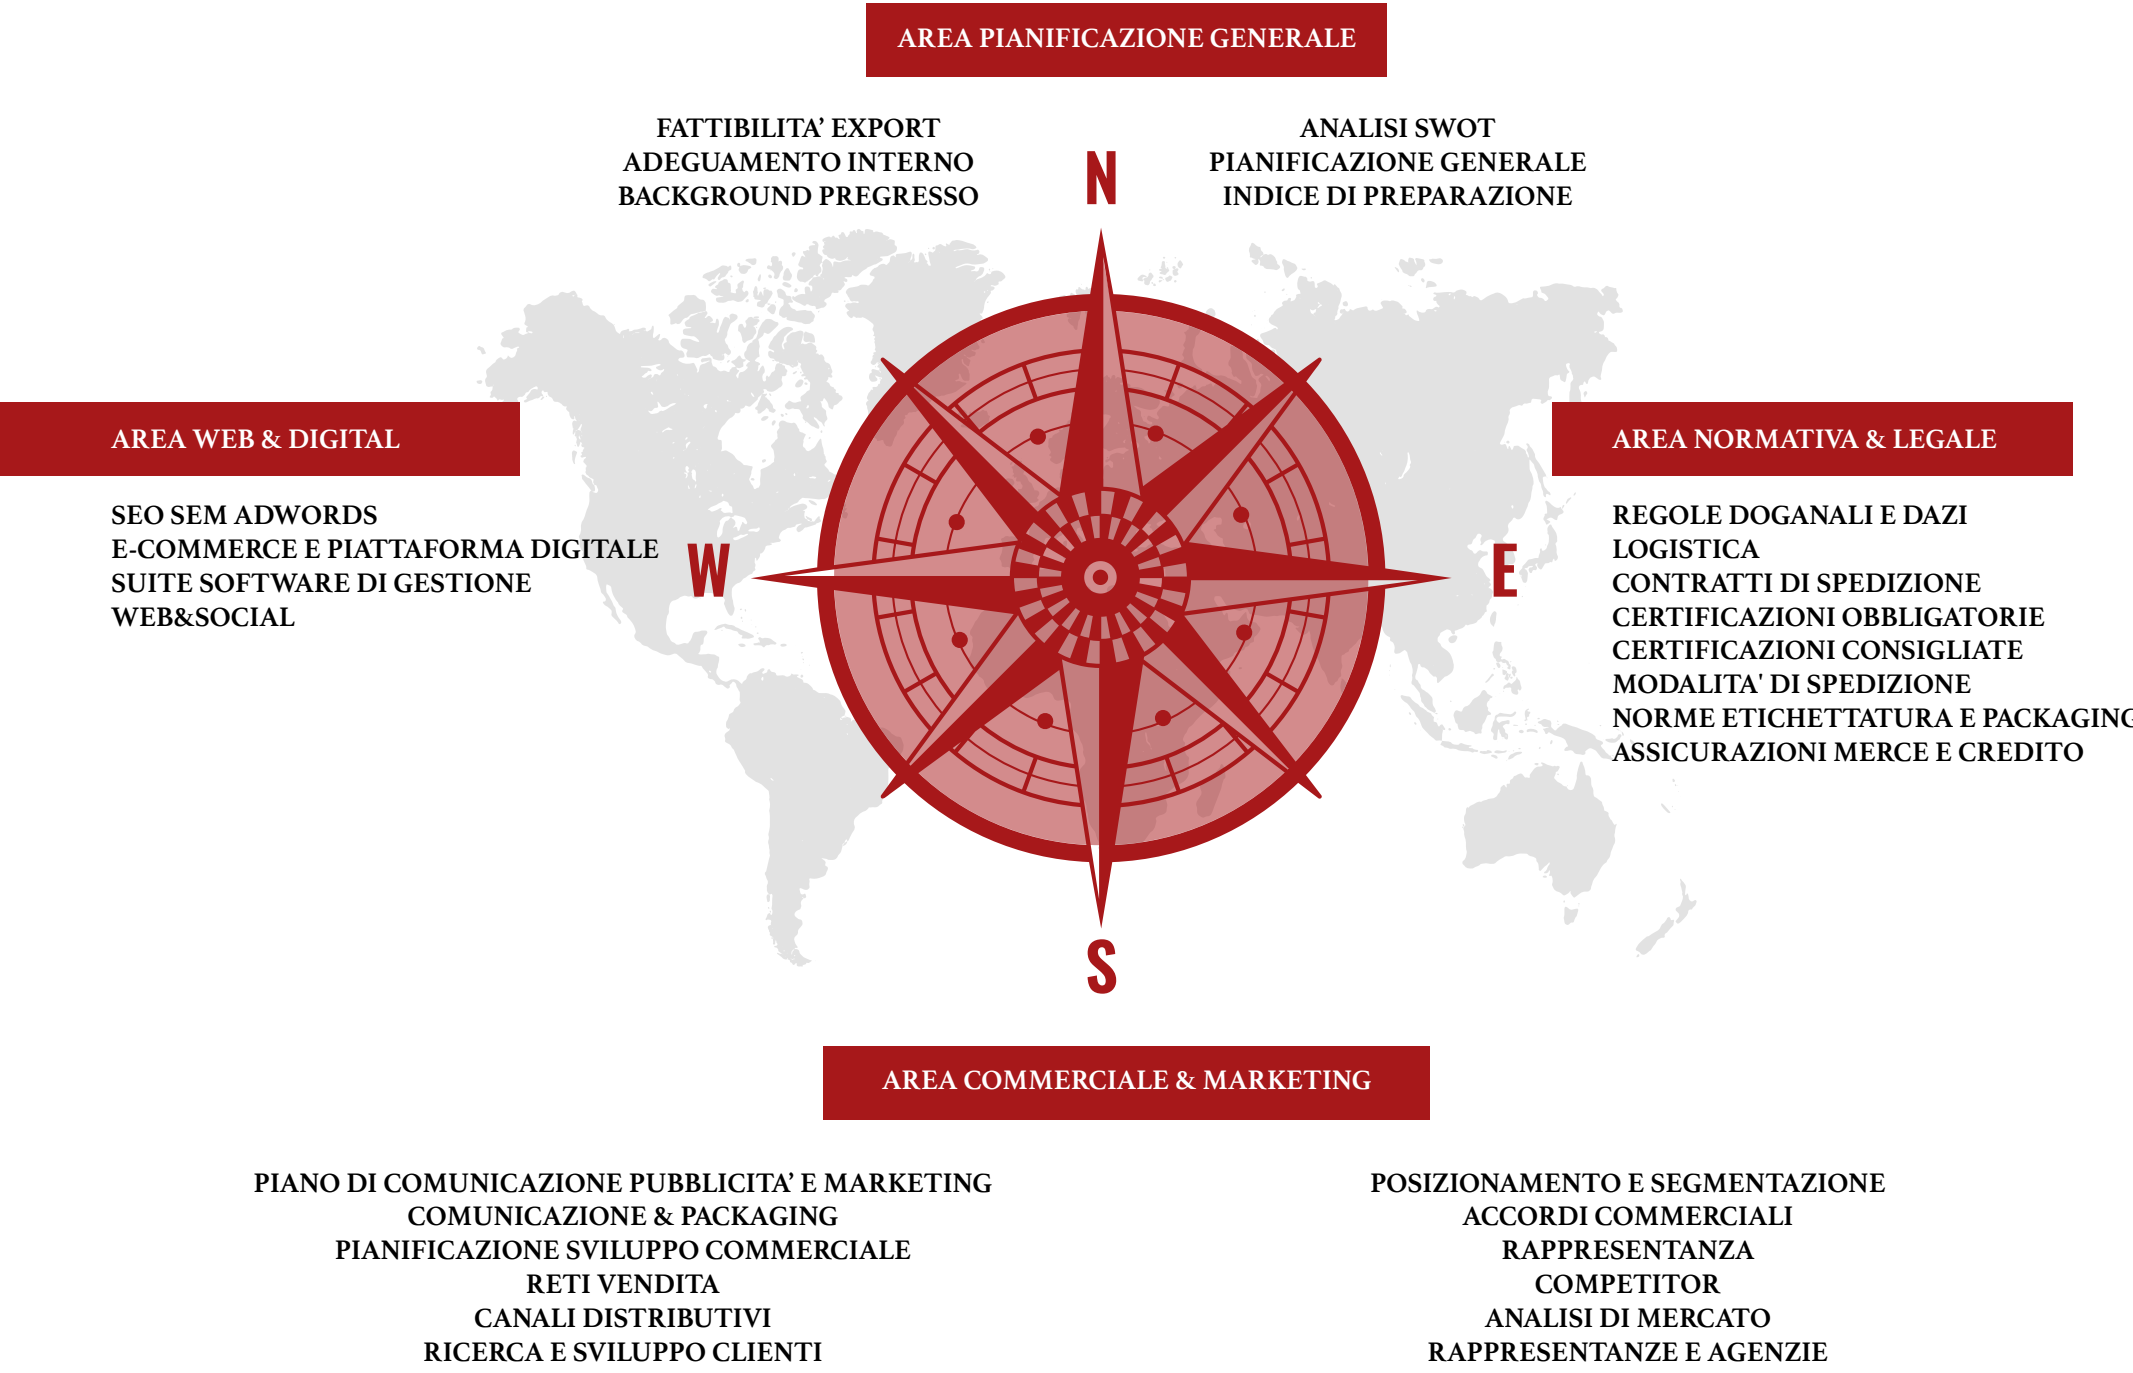 AREA PIANIFICAZIONE GENERALE
FATTIBILITA’ EXPORT
ADEGUAMENTO INTERNO
BACKGROUND PREGRESSO
ANALISI SWOT
PIANIFICAZIONE GENERALE
INDICE DI PREPARAZIONE
N
AREA WEB & DIGITAL
SEO SEM ADWORDS
E-COMMERCE E PIATTAFORMA DIGITALE
SUITE SOFTWARE DI GESTIONE
WEB&SOCIAL
W
E
AREA NORMATIVA & LEGALE
REGOLE DOGANALI E DAZI
LOGISTICA
CONTRATTI DI SPEDIZIONE
CERTIFICAZIONI OBBLIGATORIE
CERTIFICAZIONI CONSIGLIATE
MODALITA' DI SPEDIZIONE
NORME ETICHETTATURA E PACKAGING
ASSICURAZIONI MERCE E CREDITO
S
AREA COMMERCIALE & MARKETING
PIANO DI COMUNICAZIONE PUBBLICITA’ E MARKETING
COMUNICAZIONE & PACKAGING
PIANIFICAZIONE SVILUPPO COMMERCIALE
RETI VENDITA
CANALI DISTRIBUTIVI
RICERCA E SVILUPPO CLIENTI
POSIZIONAMENTO E SEGMENTAZIONE
ACCORDI COMMERCIALI
RAPPRESENTANZA
COMPETITOR
ANALISI DI MERCATO
RAPPRESENTANZE E AGENZIE